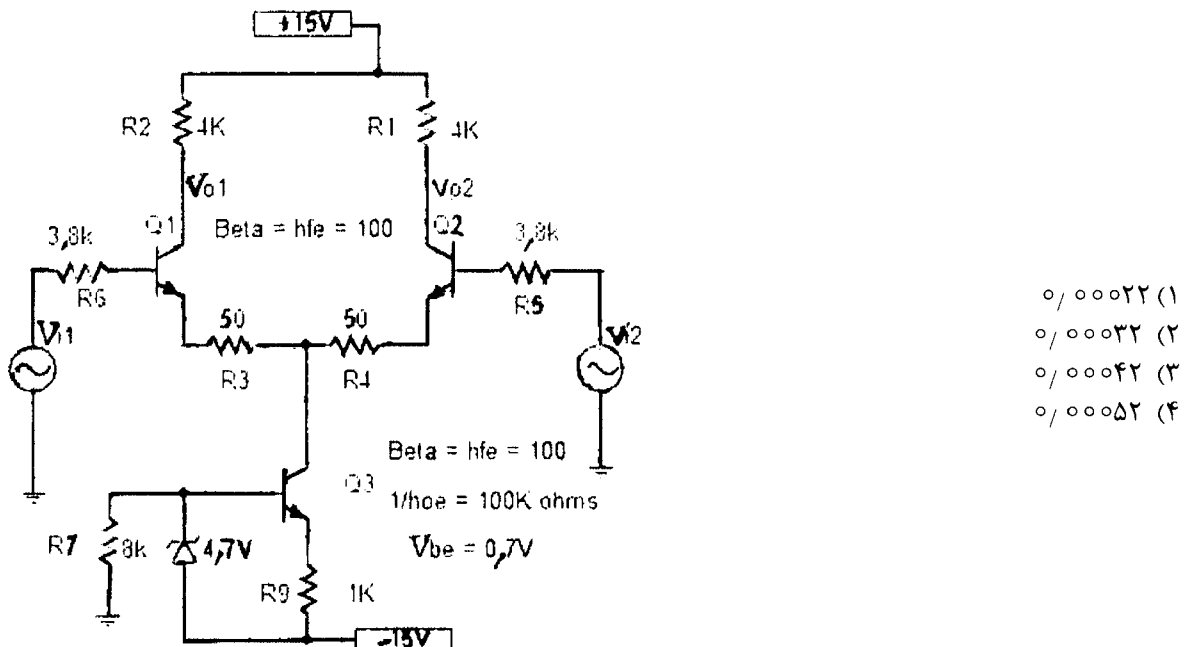 +15V
R2 4K R1 4K
Vo1 Vo2
Q1 Beta = hfe = 100 Q2
3,8k 3,8k
R6 R5
Vi1 50 50 Vi2
R3 R4
Beta = hfe = 100
Q3
1/hoe = 100K ohms
R7 8k 4,7V Vbe = 0,7V
R9 1K
-15V
۱) ۰/۰۰۰۲۲
۲) ۰/۰۰۰۳۲
۳) ۰/۰۰۰۴۲
۴) ۰/۰۰۰۵۲